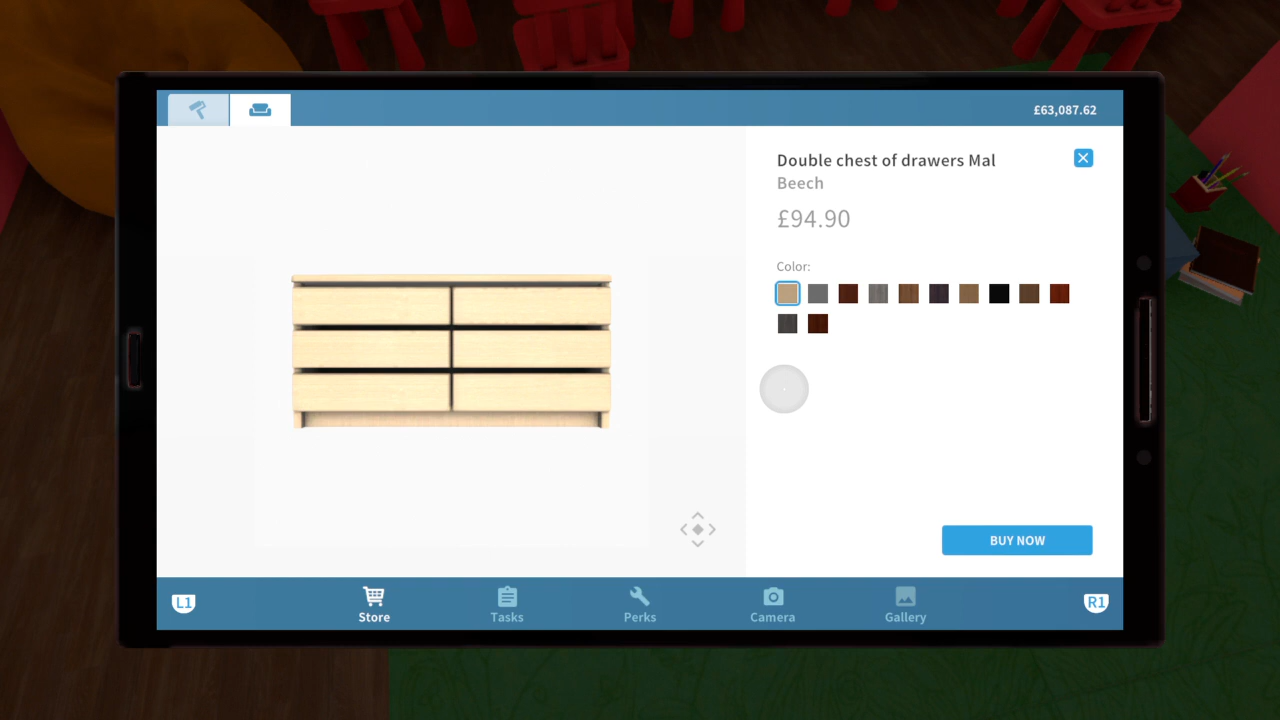 £63,087.62
Double chest of drawers Mal
Beech
£94.90
Color:
BUY NOW
L1
Store
Tasks
Perks
Camera
Gallery
R1